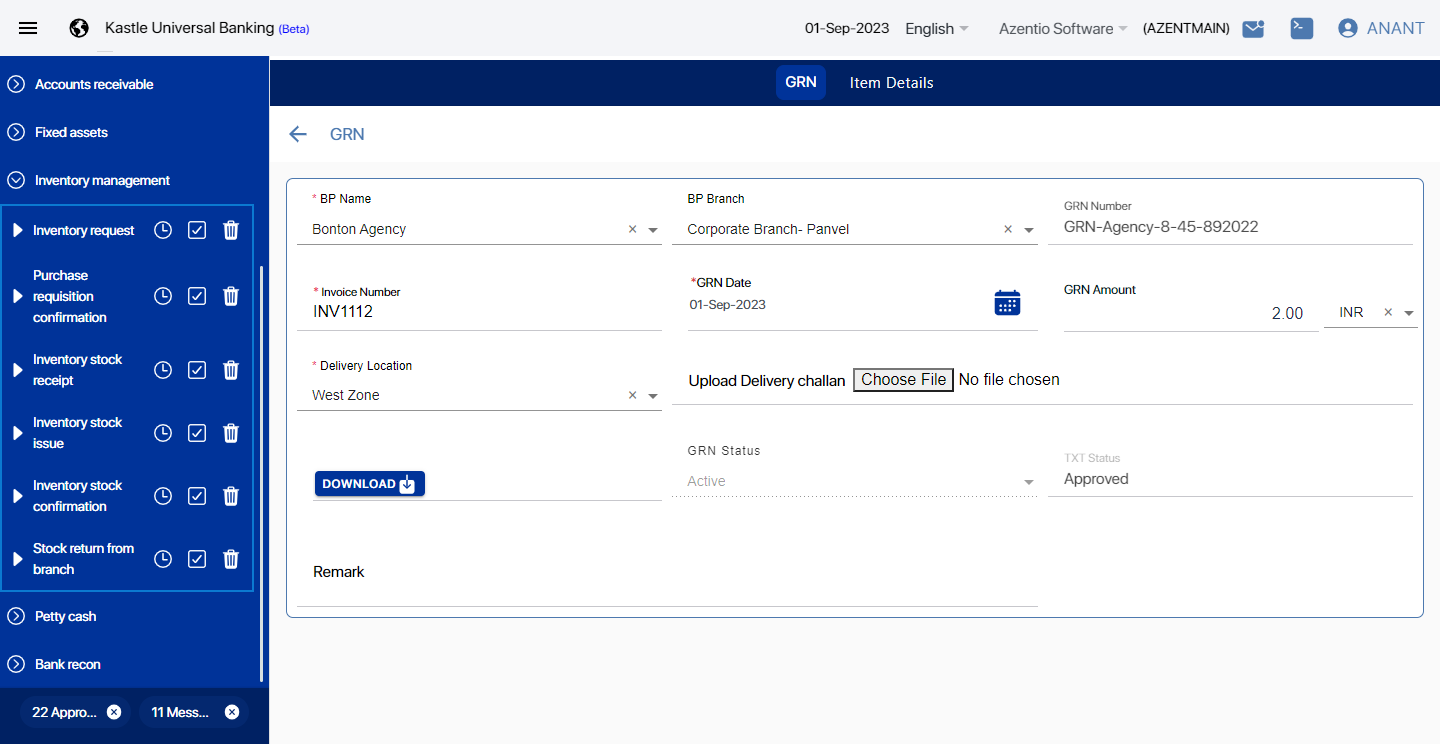 Kastle Universal Banking (Beta)
01-Sep-2023
English
Azentio Software
(AZENTMAIN)
ANANT
Accounts receivable
Fixed assets
Inventory management
Inventory request
Purchase
requisition
confirmation
Inventory stock
receipt
Inventory stock
issue
Inventory stock
confirmation
Stock return from
branch
Petty cash
Bank recon
22 Appro...
11 Mess...
GRN
Item Details
GRN
* BP Name
Bonton Agency
BP Branch
Corporate Branch- Panvel
GRN Number
GRN-Agency-8-45-892022
* Invoice Number
INV1112
*GRN Date
01-Sep-2023
GRN Amount
2.00
INR
* Delivery Location
West Zone
Upload Delivery challan Choose File No file chosen
DOWNLOAD
GRN Status
Active
TXT Status
Approved
Remark